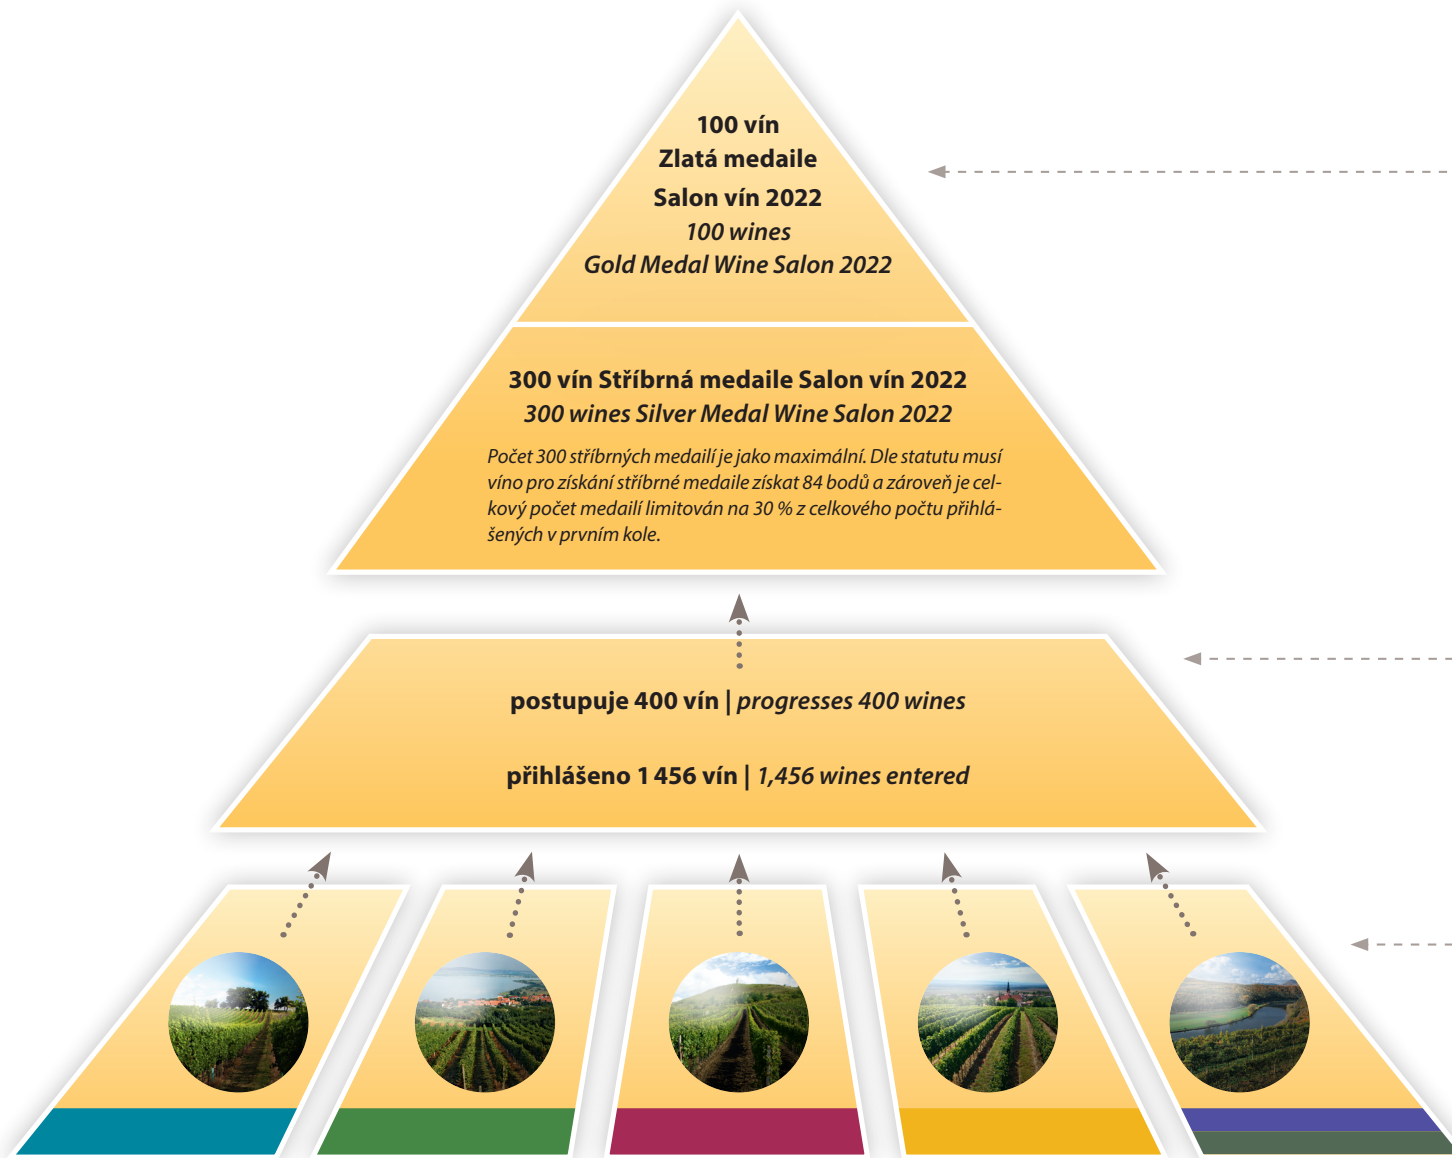 100 vín
Zlatá medaile
Salon vín 2022
100 wines
Gold Medal Wine Salon 2022
300 vín Stříbrná medaile Salon vín 2022
300 wines Silver Medal Wine Salon 2022
Počet 300 stříbrných medailí je jako maximální. Dle statutu musí
víno pro získání stříbrné medaile získat 84 bodů a zároveň je cel-
kový počet medailí limitován na 30 % z celkového počtu přihlá-
šených v prvním kole.
postupuje 400 vín | progresses 400 wines
přihlášeno 1 456 vín | 1,456 wines entered